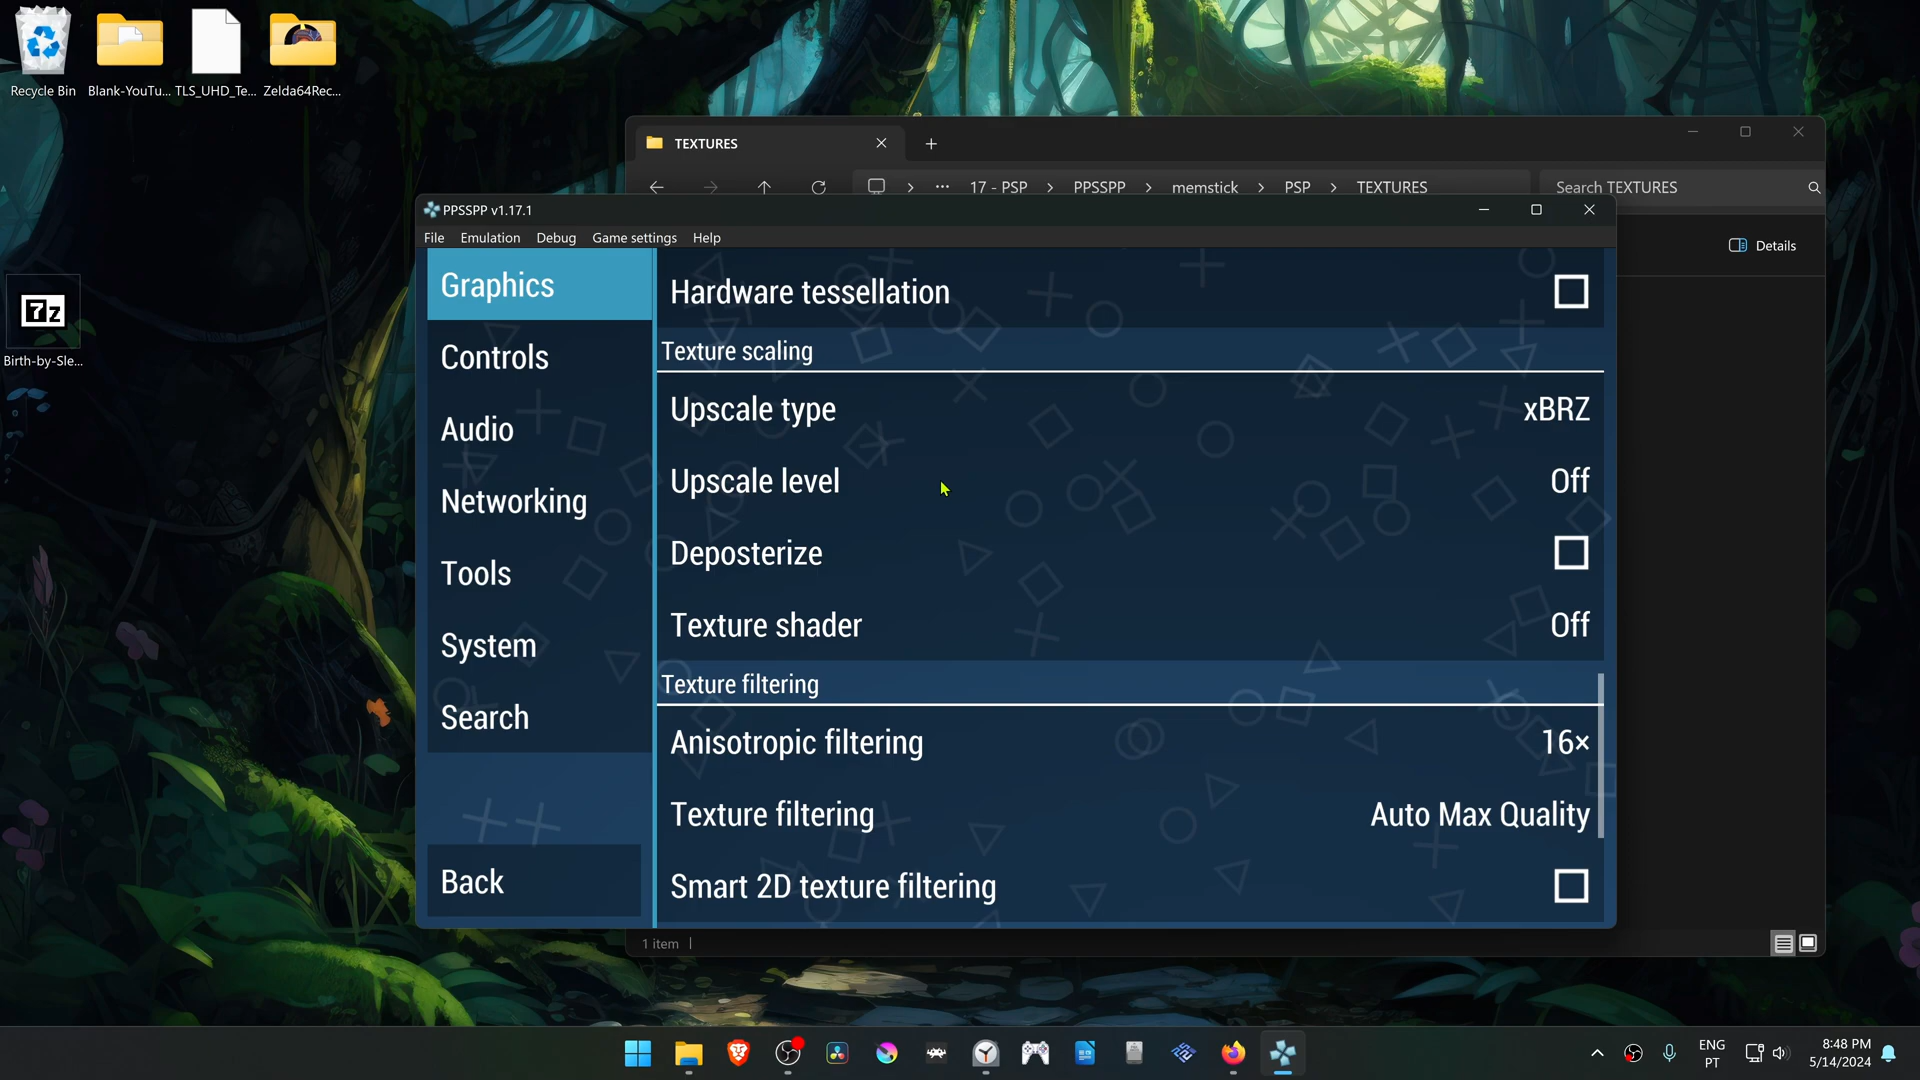 Recycle Bin
Blank-YouTu...
TLS_UHD_Te...
Zelda64Rec...
7z
Birth-by-Sle...
TEXTURES
17 - PSP > PPSSPP > memstick > PSP > TEXTURES
Search TEXTURES
Details
PPSSPP v1.17.1
File Emulation Debug Game settings Help
Graphics
Controls
Audio
Networking
Tools
System
Search
Back
Hardware tessellation
Texture scaling
Upscale type xBRZ
Upscale level Off
Deposterize
Texture shader Off
Texture filtering
Anisotropic filtering 16×
Texture filtering Auto Max Quality
Smart 2D texture filtering
1 item
ENG
PT
8:48 PM
5/14/2024